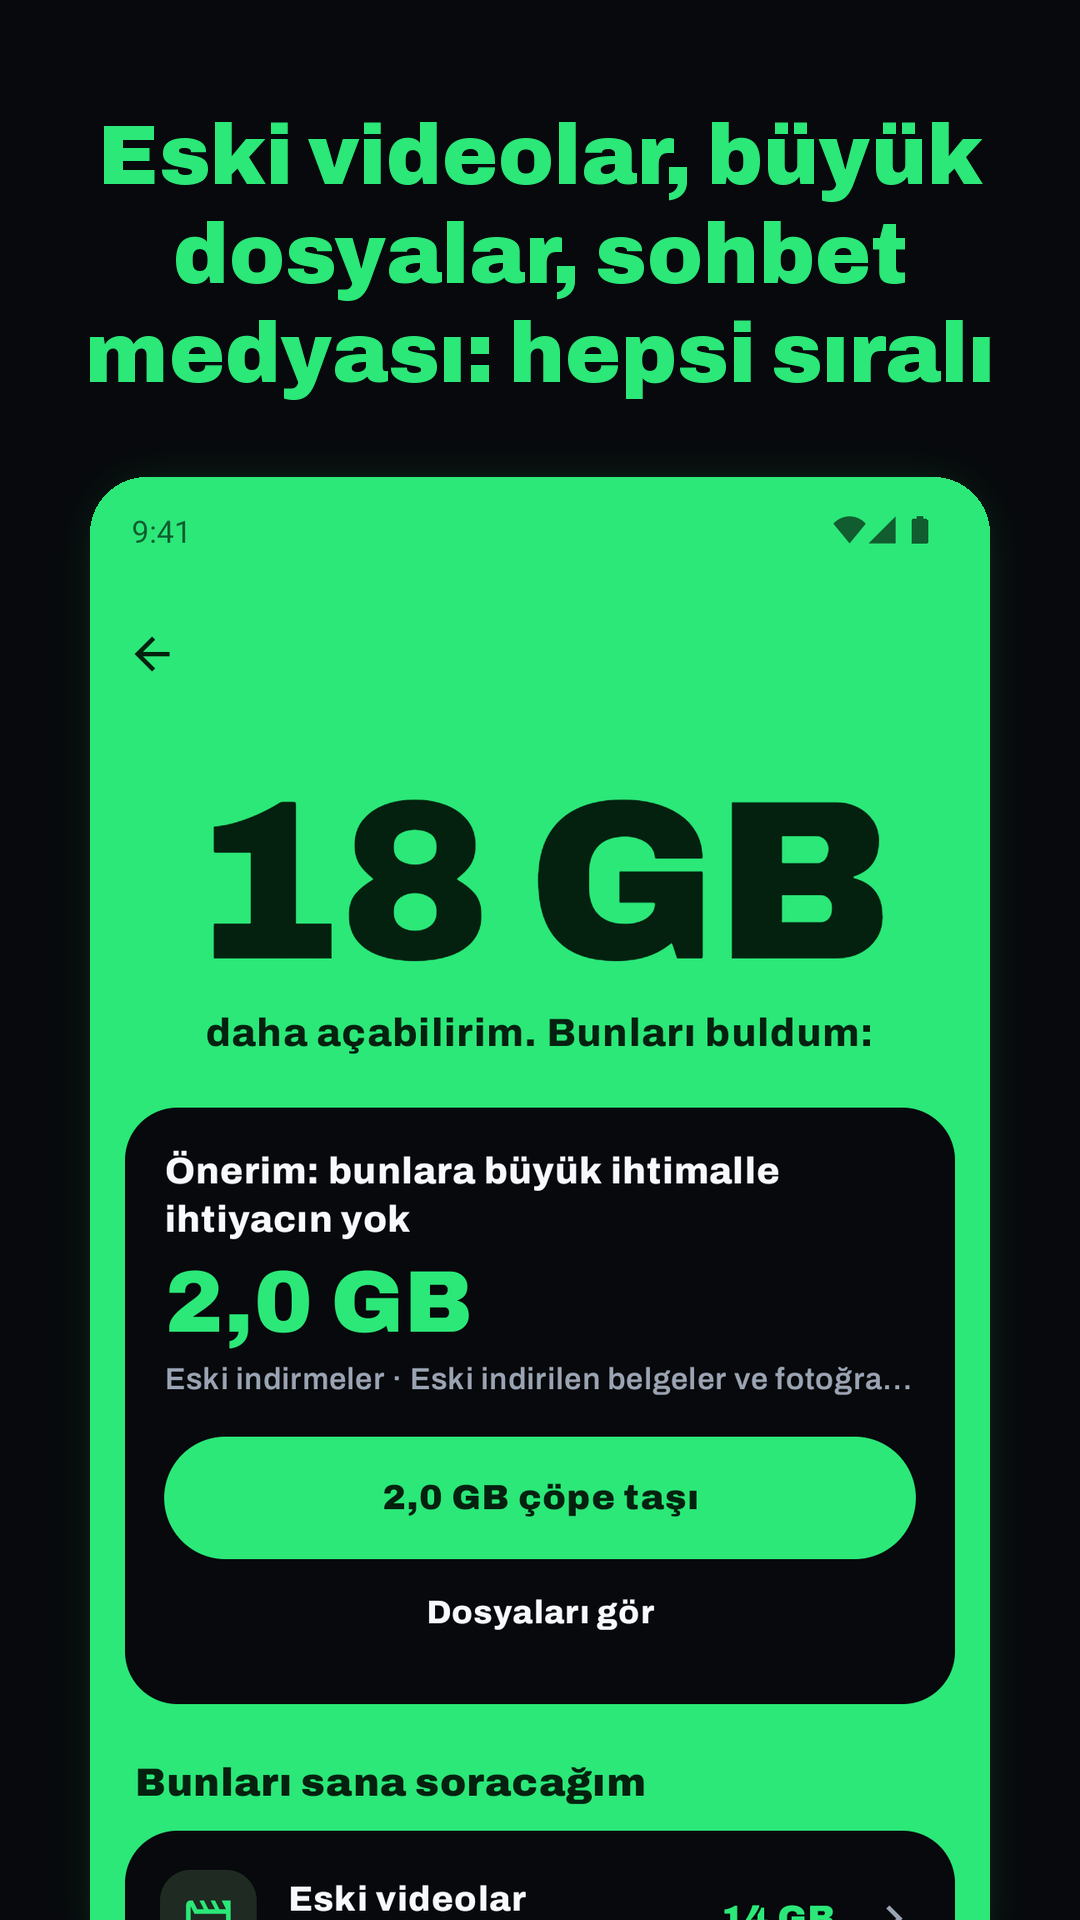 Eski videolar, büyük
dosyalar, sohbet
medyası: hepsi sıralı
9:41
18 GB
daha açabilirim. Bunları buldum:
Önerim: bunlara büyük ihtimalle
ihtiyacın yok
2,0 GB
Eski indirmeler · Eski indirilen belgeler ve fotoğra...
2,0 GB çöpe taşı
Dosyaları gör
Bunları sana soracağım
Eski videolar
14 GB